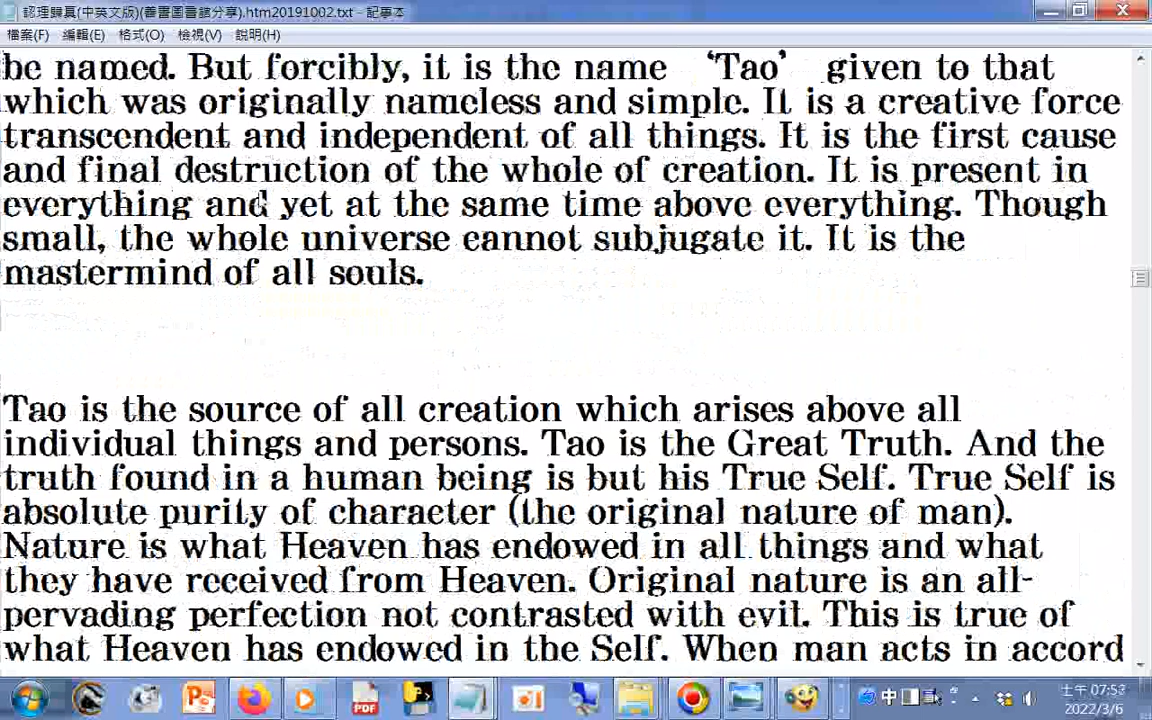 認理歸真(中英文版)(善書圖書館分享).htm20191002.txt - 記事本
檔案(F) 編輯(E) 格式(O) 檢視(V) 說明(H)
be named. But forcibly, it is the name ‘Tao’ given to that
which was originally nameless and simple. It is a creative force
transcendent and independent of all things. It is the first cause
and final destruction of the whole of creation. It is present in
everything and yet at the same time above everything. Though
small, the whole universe cannot subjugate it. It is the
mastermind of all souls.
Tao is the source of all creation which arises above all
individual things and persons. Tao is the Great Truth. And the
truth found in a human being is but his True Self. True Self is
absolute purity of character (the original nature of man).
Nature is what Heaven has endowed in all things and what
they have received from Heaven. Original nature is an all-
pervading perfection not contrasted with evil. This is true of
what Heaven has endowed in the Self. When man acts in accord
PDF
中
上午 07:53
2022/3/6